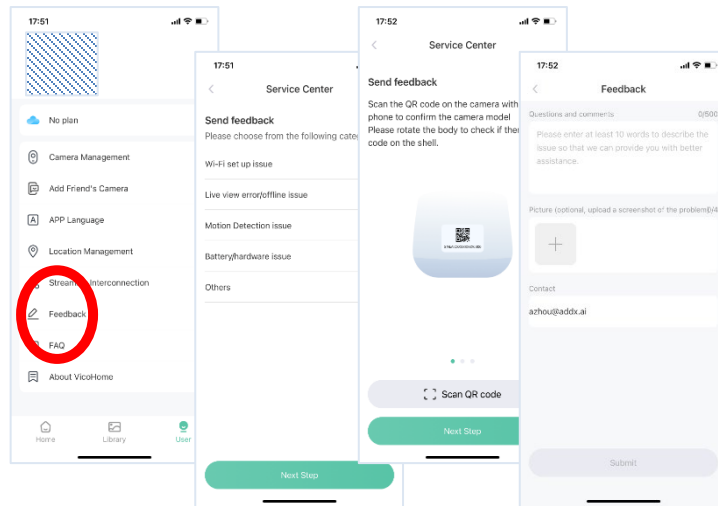 17:51
No plan
Camera Management
Add Friend's Camera
A APP Language
Location Management
Interconnection
Feedback
FAQ
About VicoHome
Home Library User
17:51
Service Center
Send feedback
Please choose from the following
Wi-Fi set up issue
Live view error/offline issue
Motion Detection issue
Battery/hardware issue
Others
Next Step
17:52
Service Center
Send feedback
Scan the QR code on the camera with
phone to confirm the camera model
Please rotate the body to check if
code on the shell.
Scan QR code
Next Step
17:52
Feedback
Questions and comments 0/500
Please enter at least 10 words to describe the
issue so that we can provide you with better
assistance.
Picture (optional, upload a screenshot of the problem)
Contact
azhou@addx.ai
Submit